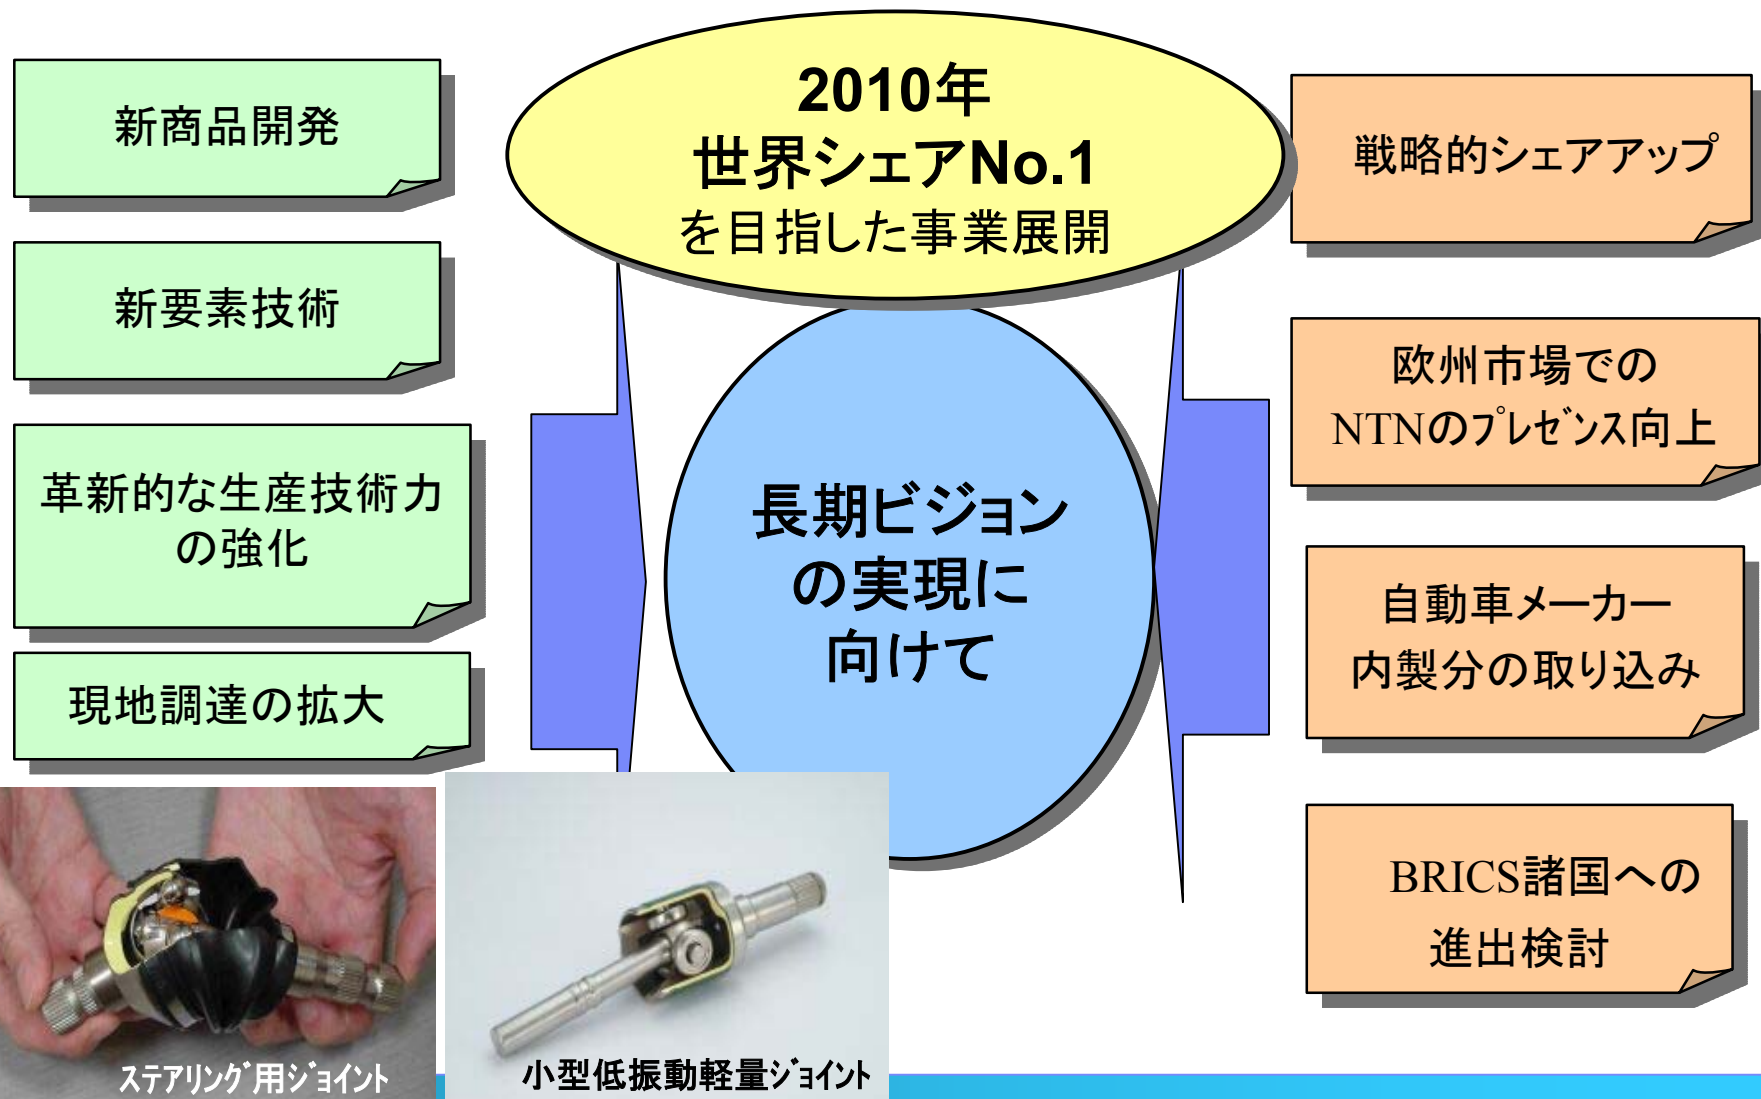 2010年
世界シェアNo.1
を目指した事業展開
新商品開発
新要素技術
革新的な生産技術力
の強化
現地調達の拡大
長期ビジョン
の実現に
向けて
戦略的シェアアップ
欧州市場での
NTNのプレゼンス向上
自動車メーカー
内製分の取り込み
BRICS諸国への
進出検討
ステアリング用ジョイント
小型低振動軽量ジョイント